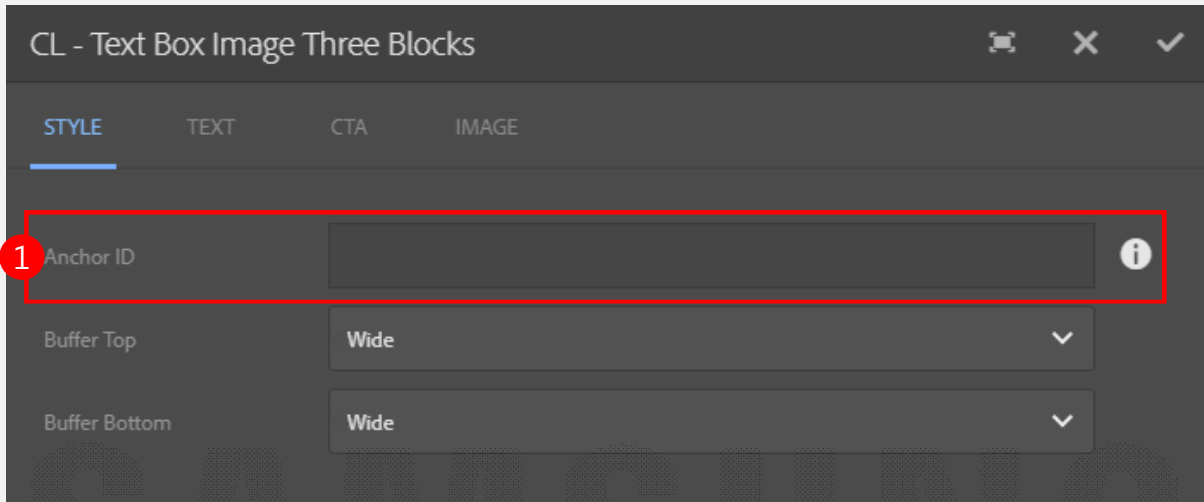 CL - Text Box Image Three Blocks
STYLE TEXT CTA IMAGE
1 Anchor ID
Buffer Top Wide
Buffer Bottom Wide